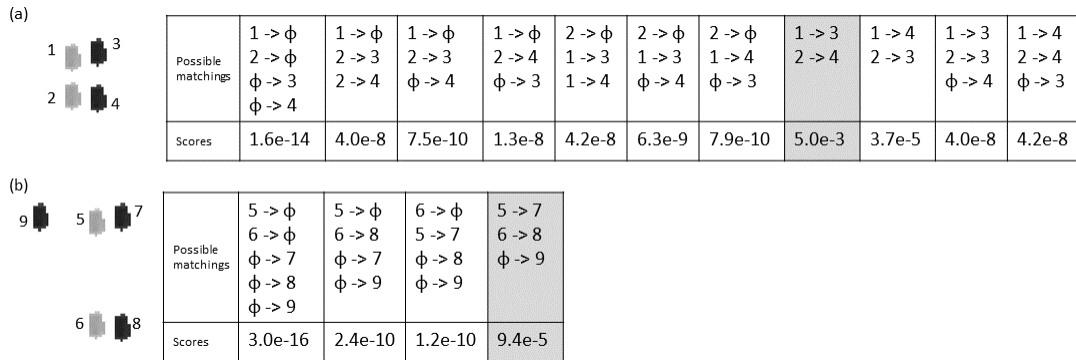 (a)
1 3
2 4
Possible matchings | 1 -> ф 2 -> ф ф -> 3 ф -> 4 | 1 -> ф 2 -> 3 2 -> 4 | 1 -> ф 2 -> 3 ф -> 4 | 1 -> ф 2 -> 4 ф -> 3 | 2 -> ф 1 -> 3 1 -> 4 | 2 -> ф 1 -> 3 ф -> 4 | 2 -> ф 1 -> 4 ф -> 3 | 1 -> 3 2 -> 4 | 1 -> 4 2 -> 3 | 1 -> 3 2 -> 3 ф -> 4 | 1 -> 4 2 -> 4 ф -> 3
Scores | 1.6e-14 | 4.0e-8 | 7.5e-10 | 1.3e-8 | 4.2e-8 | 6.3e-9 | 7.9e-10 | 5.0e-3 | 3.7e-5 | 4.0e-8 | 4.2e-8
(b)
9 5 7
6 8
Possible matchings | 5 -> ф 6 -> ф ф -> 7 ф -> 8 ф -> 9 | 5 -> ф 6 -> 8 ф -> 7 ф -> 9 | 6 -> ф 5 -> 7 ф -> 8 ф -> 9 | 5 -> 7 6 -> 8 ф -> 9
Scores | 3.0e-16 | 2.4e-10 | 1.2e-10 | 9.4e-5